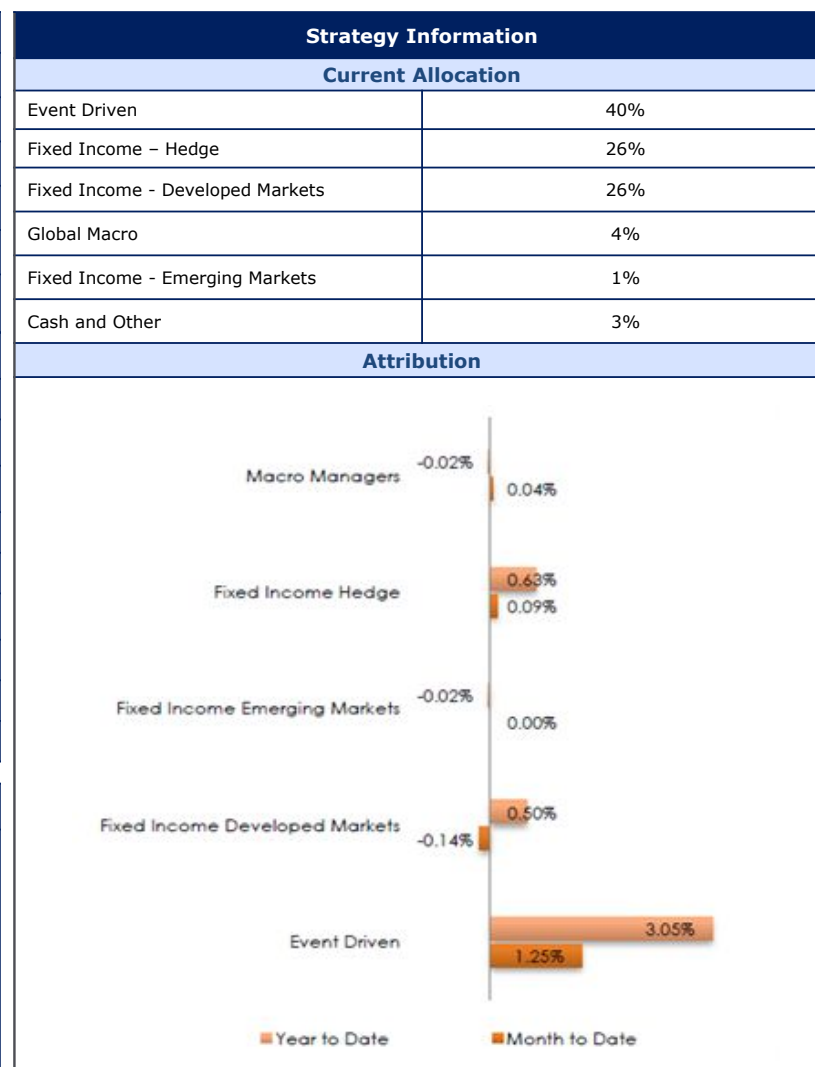 Strategy Information
Current Allocation
Event Driven 40%
Fixed Income – Hedge 26%
Fixed Income - Developed Markets 26%
Global Macro 4%
Fixed Income - Emerging Markets 1%
Cash and Other 3%
Attribution
-0.02%
Macro Managers
0.04%
0.63%
Fixed Income Hedge
0.09%
-0.02%
Fixed Income Emerging Markets
0.00%
0.50%
Fixed Income Developed Markets
-0.14%
3.05%
Event Driven
1.25%
Year to Date Month to Date